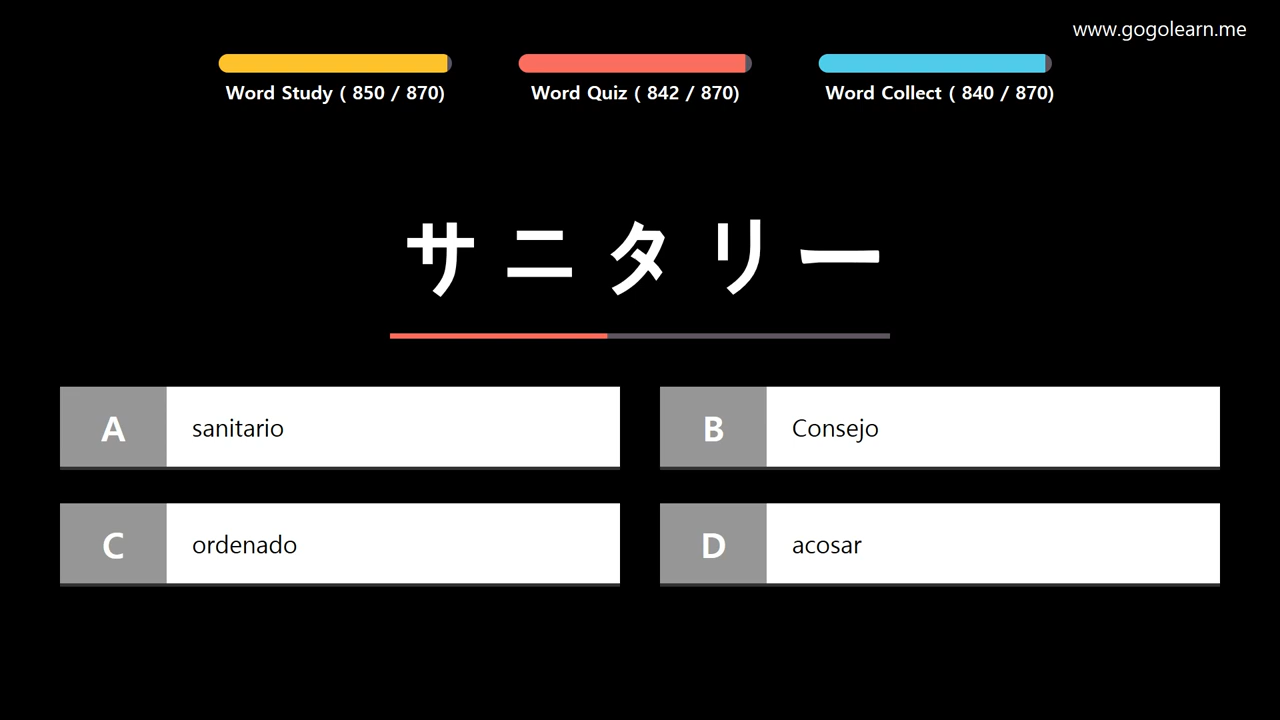 www.gogolearn.me
Word Study ( 850 / 870)
Word Quiz ( 842 / 870)
Word Collect ( 840 / 870)
サニタリー
A sanitario
B Consejo
C ordenado
D acosar